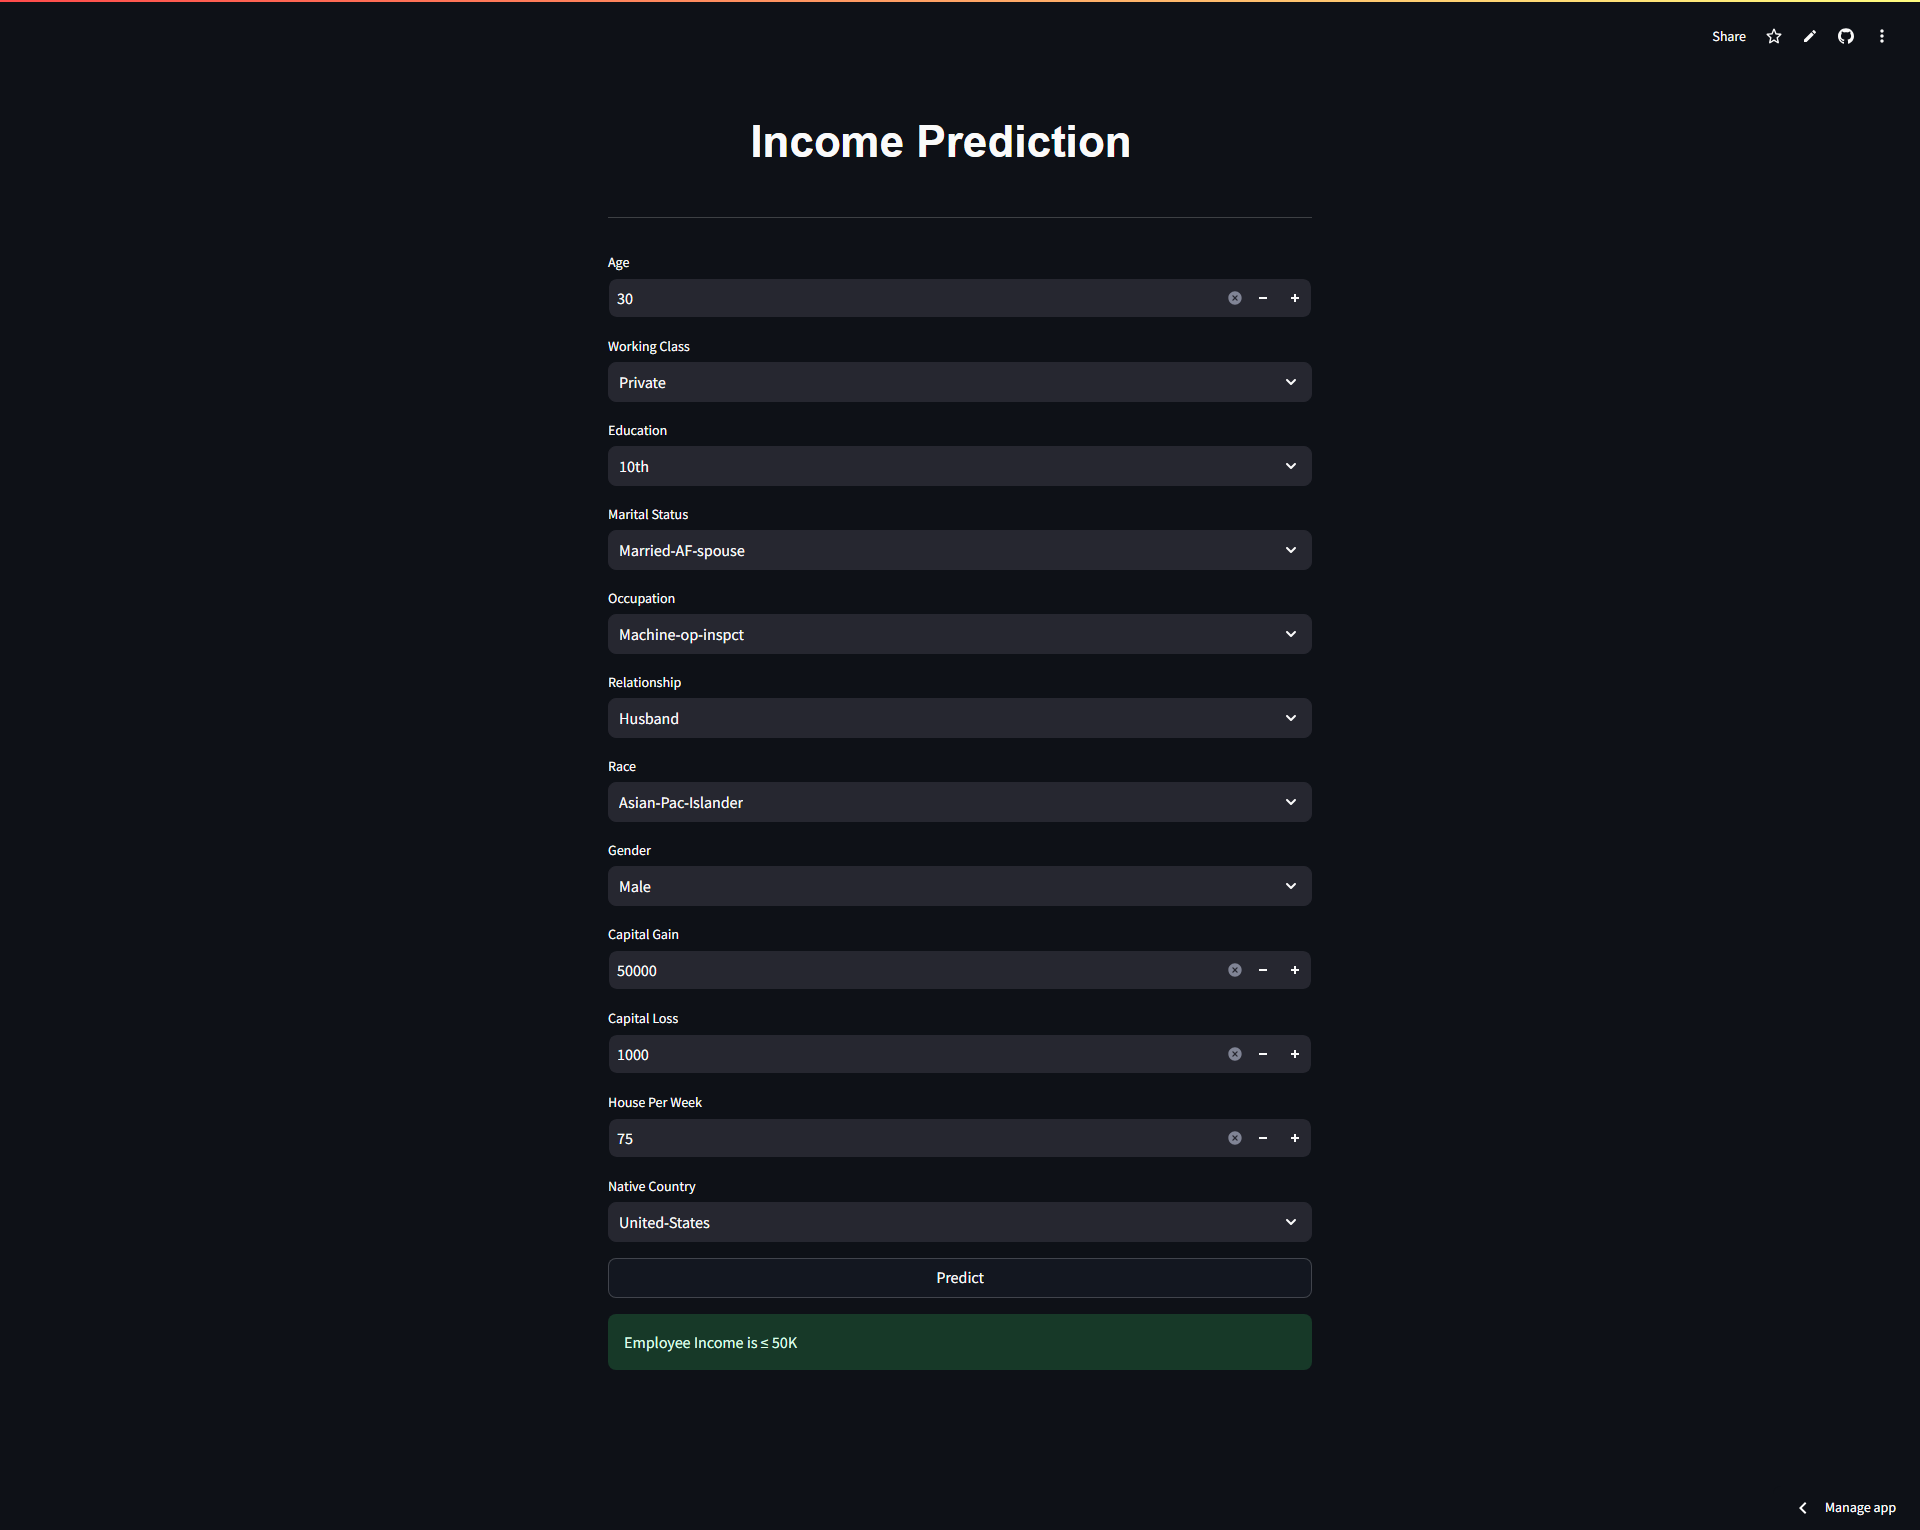 Share
Income Prediction
Age
30
Working Class
Private
Education
10th
Marital Status
Married-AF-spouse
Occupation
Machine-op-inspct
Relationship
Husband
Race
Asian-Pac-Islander
Gender
Male
Capital Gain
50000
Capital Loss
1000
House Per Week
75
Native Country
United-States
Predict
Employee Income is ≤ 50K
Manage app